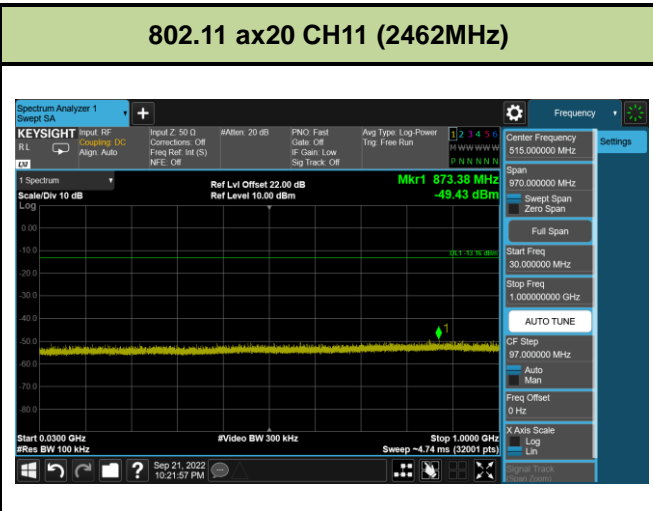 802.11 ax20 CH11 (2462MHz)
Spectrum Analyzer 1
Swept SA
+
Frequency
KEYSIGHT
RL
Input: RF
Coupling: DC
Align: Auto
Input Z: 50 Ω
Corrections: Off
Freq Ref: Int (S)
NFE: Off
#Atten: 20 dB
PNO: Fast
Gate: Off
IF Gain: Low
Sig Track: Off
Avg Type: Log-Power
Trig: Free Run
1 2 3 4 5 6
M W W W W W
P N N N N N
Settings
1 Spectrum
Scale/Div 10 dB
Log
Ref Lvl Offset 22.00 dB
Ref Level 10.00 dBm
Mkr1 873.38 MHz
-49.43 dBm
0.00
-10.0
-20.0
-30.0
-40.0
-50.0
-60.0
-70.0
-80.0
DL1 -13.16 dBm
1
Start 0.0300 GHz
#Res BW 100 kHz
#Video BW 300 kHz
Stop 1.0000 GHz
Sweep ~4.74 ms (32001 pts)
Center Frequency
515.000000 MHz
Span
970.000000 MHz
Swept Span
Zero Span
Full Span
Start Freq
30.000000 MHz
Stop Freq
1.000000000 GHz
AUTO TUNE
CF Step
97.000000 MHz
Auto
Man
Freq Offset
0 Hz
X Axis Scale
Log
Lin
Signal Track
(Span Zoom)
?
Sep 21, 2022
10:21:57 PM